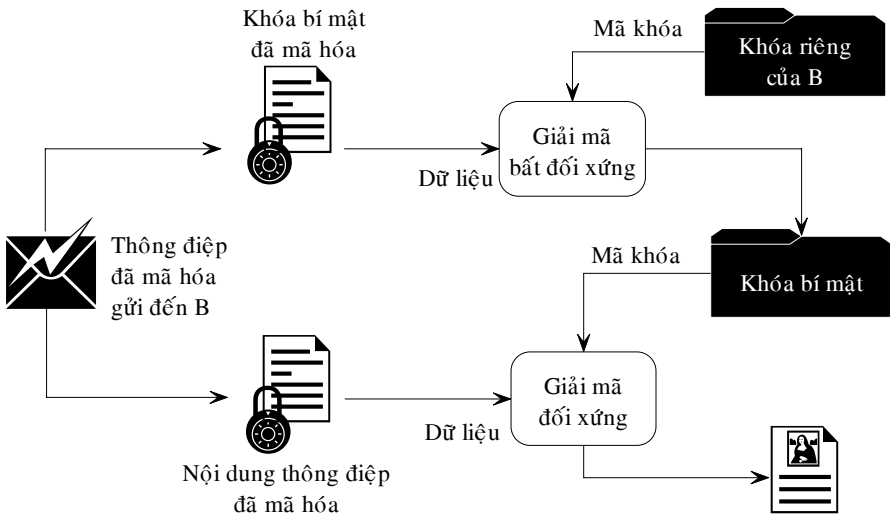 Khóa bí mật
đã mã hóa
Mã khóa
Khóa riêng
của B
Giải mã
bất đối xứng
Dữ liệu
Thông điệp
đã mã hóa
gửi đến B
Mã khóa
Khóa bí mật
Giải mã
đối xứng
Dữ liệu
Nội dung thông điệp
đã mã hóa